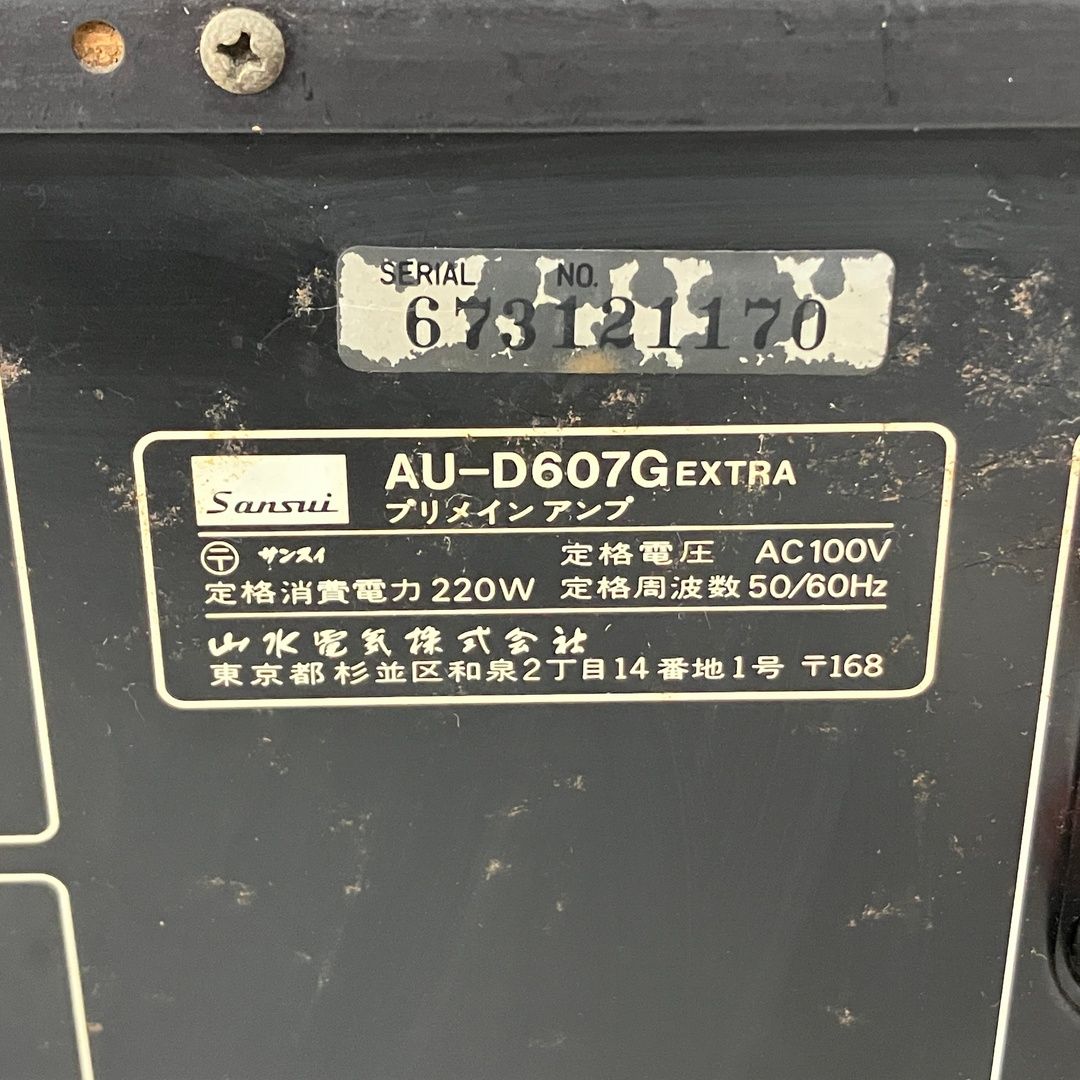 SERIAL NO.
673121170
Sansui
AU-D607G EXTRA
プリメインアンプ
〒 サンスイ 定格電圧 AC100V
定格消費電力 220W 定格周波数 50/60Hz
山水電気株式会社
東京都杉並区和泉2丁目14番地1号 〒168